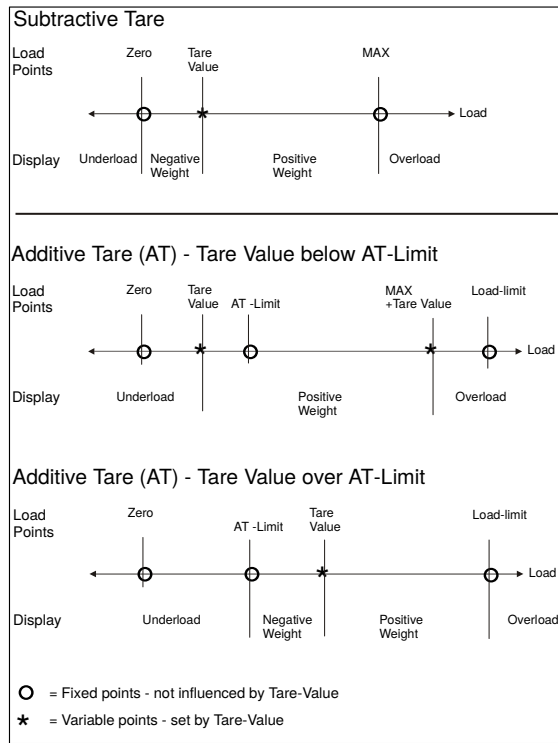 Subtractive Tare
Load Points
Zero
Tare Value
MAX
Load
Display
Underload
Negative Weight
Positive Weight
Overload
Additive Tare (AT) - Tare Value below AT-Limit
Load Points
Zero
Tare Value
AT -Limit
MAX +Tare Value
Load-limit
Load
Display
Underload
Positive Weight
Overload
Additive Tare (AT) - Tare Value over AT-Limit
Load Points
Zero
AT -Limit
Tare Value
Load-limit
Load
Display
Underload
Negative Weight
Positive Weight
Overload
= Fixed points - not influenced by Tare-Value
= Variable points - set by Tare-Value